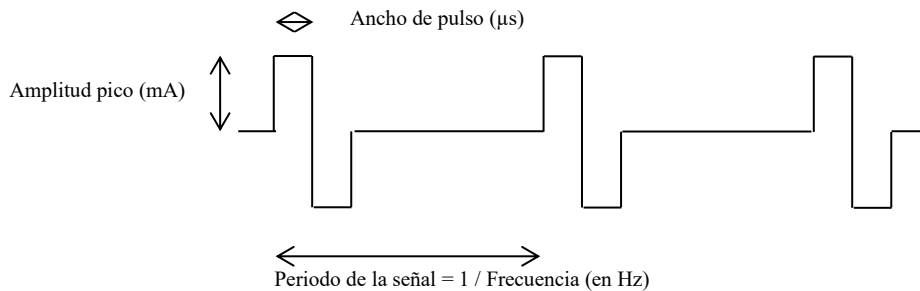 Ancho de pulso (µs)
Amplitud pico (mA)
Periodo de la señal = 1 / Frecuencia (en Hz)